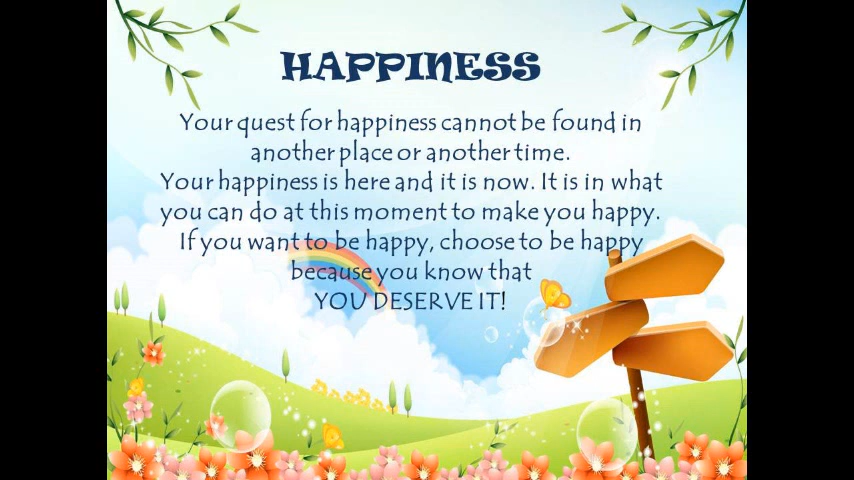 HAPPINESS
Your quest for happiness cannot be found in
another place or another time.
Your happiness is here and it is now. It is in what
you can do at this moment to make you happy.
If you want to be happy, choose to be happy
because you know that
YOU DESERVE IT!